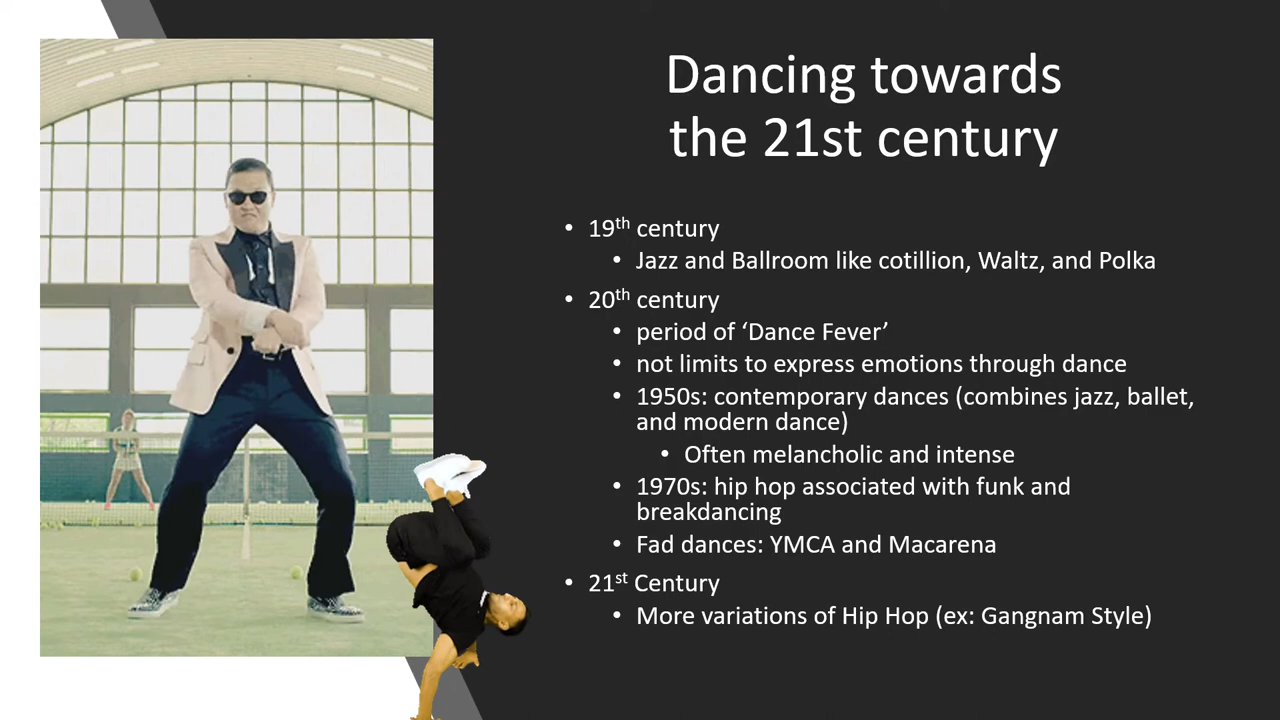 Dancing towards
the 21st century
• 19th century
• Jazz and Ballroom like cotillion, Waltz, and Polka
• 20th century
• period of ‘Dance Fever’
• not limits to express emotions through dance
• 1950s: contemporary dances (combines jazz, ballet,
and modern dance)
• Often melancholic and intense
• 1970s: hip hop associated with funk and
breakdancing
• Fad dances: YMCA and Macarena
• 21st Century
• More variations of Hip Hop (ex: Gangnam Style)